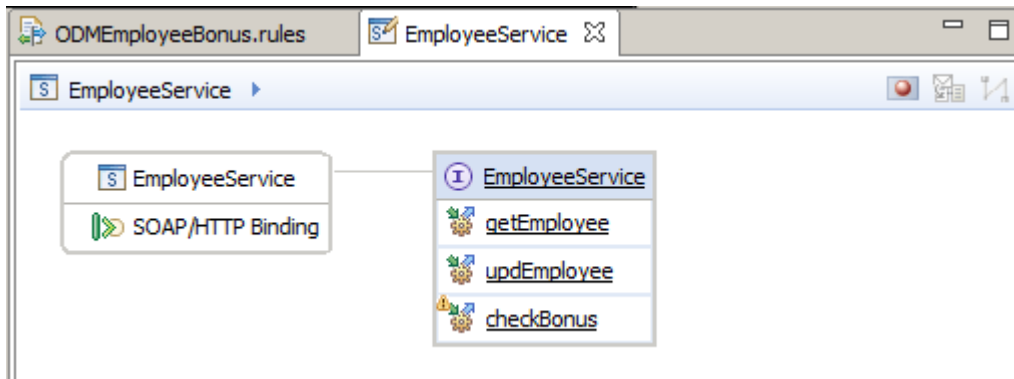 ODMEmployeeBonus.rules EmployeeService
EmployeeService
EmployeeService
SOAP/HTTP Binding
EmployeeService
getEmployee
updEmployee
checkBonus